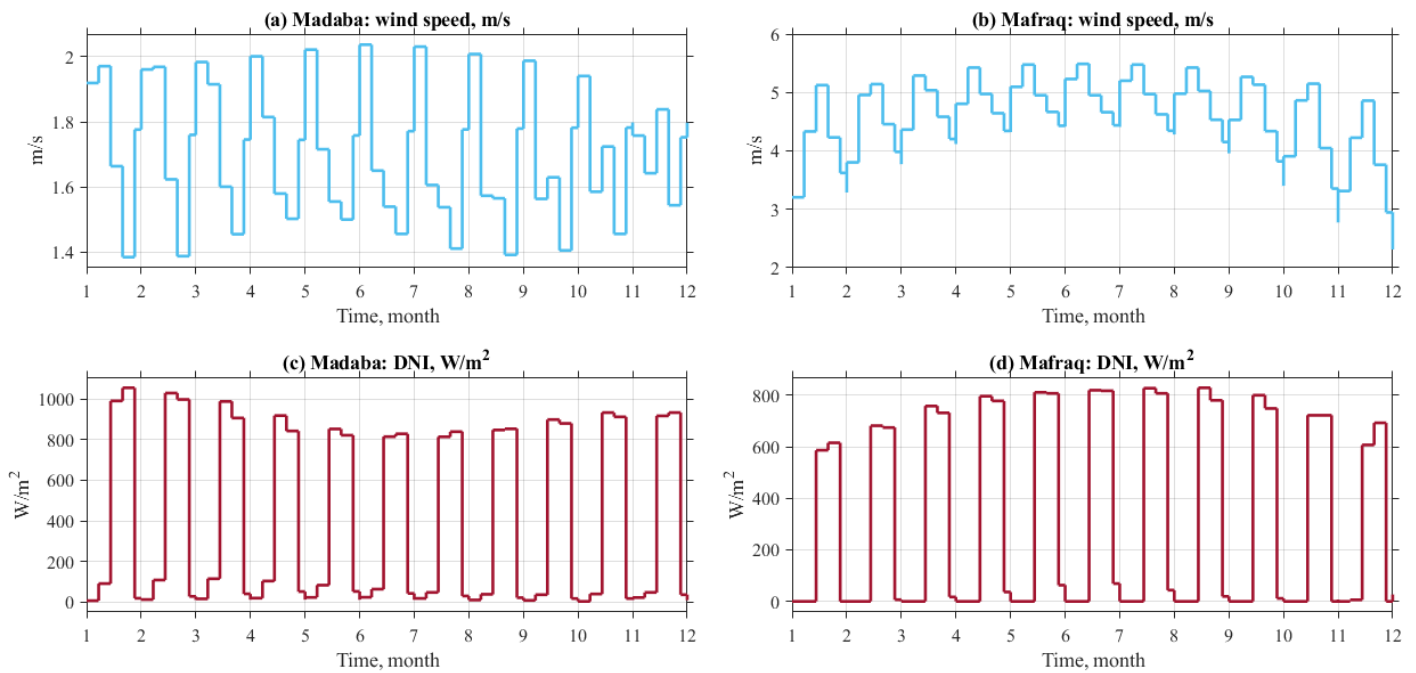 (a) Madaba: wind speed, m/s
2
1.8
1.6
1.4
m/s
1 2 3 4 5 6 7 8 9 10 11 12
Time, month
(b) Mafraq: wind speed, m/s
6
5
4
3
2
m/s
1 2 3 4 5 6 7 8 9 10 11 12
Time, month
(c) Madaba: DNI, W/m²
1000
800
600
400
200
0
W/m²
1 2 3 4 5 6 7 8 9 10 11 12
Time, month
(d) Mafraq: DNI, W/m²
800
600
400
200
0
W/m²
1 2 3 4 5 6 7 8 9 10 11 12
Time, month